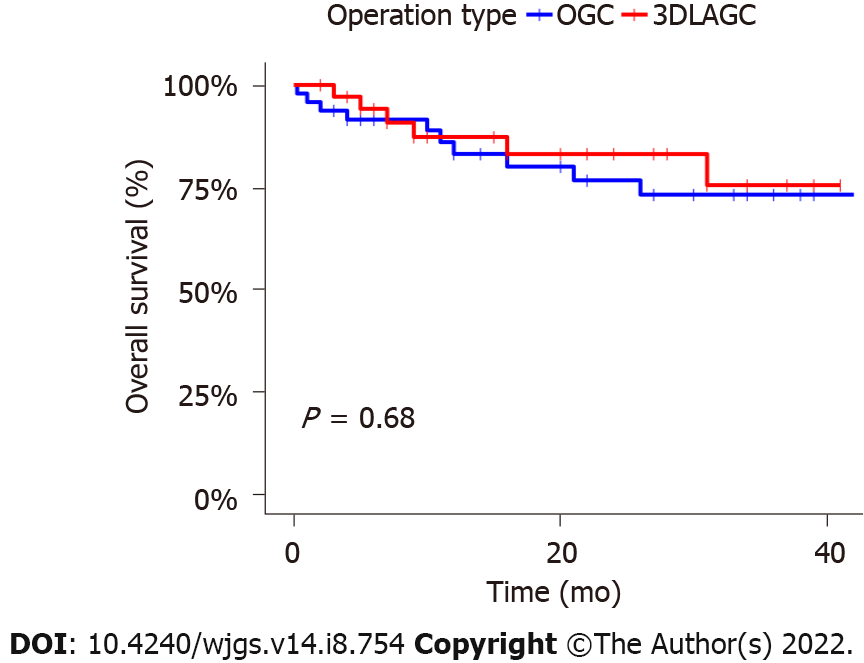 Operation type OGC 3DLAGC
100%
75%
50%
25%
0%
Overall survival (%)
P = 0.68
0 20 40
Time (mo)
DOI: 10.4240/wjgs.v14.i8.754 Copyright ©The Author(s) 2022.